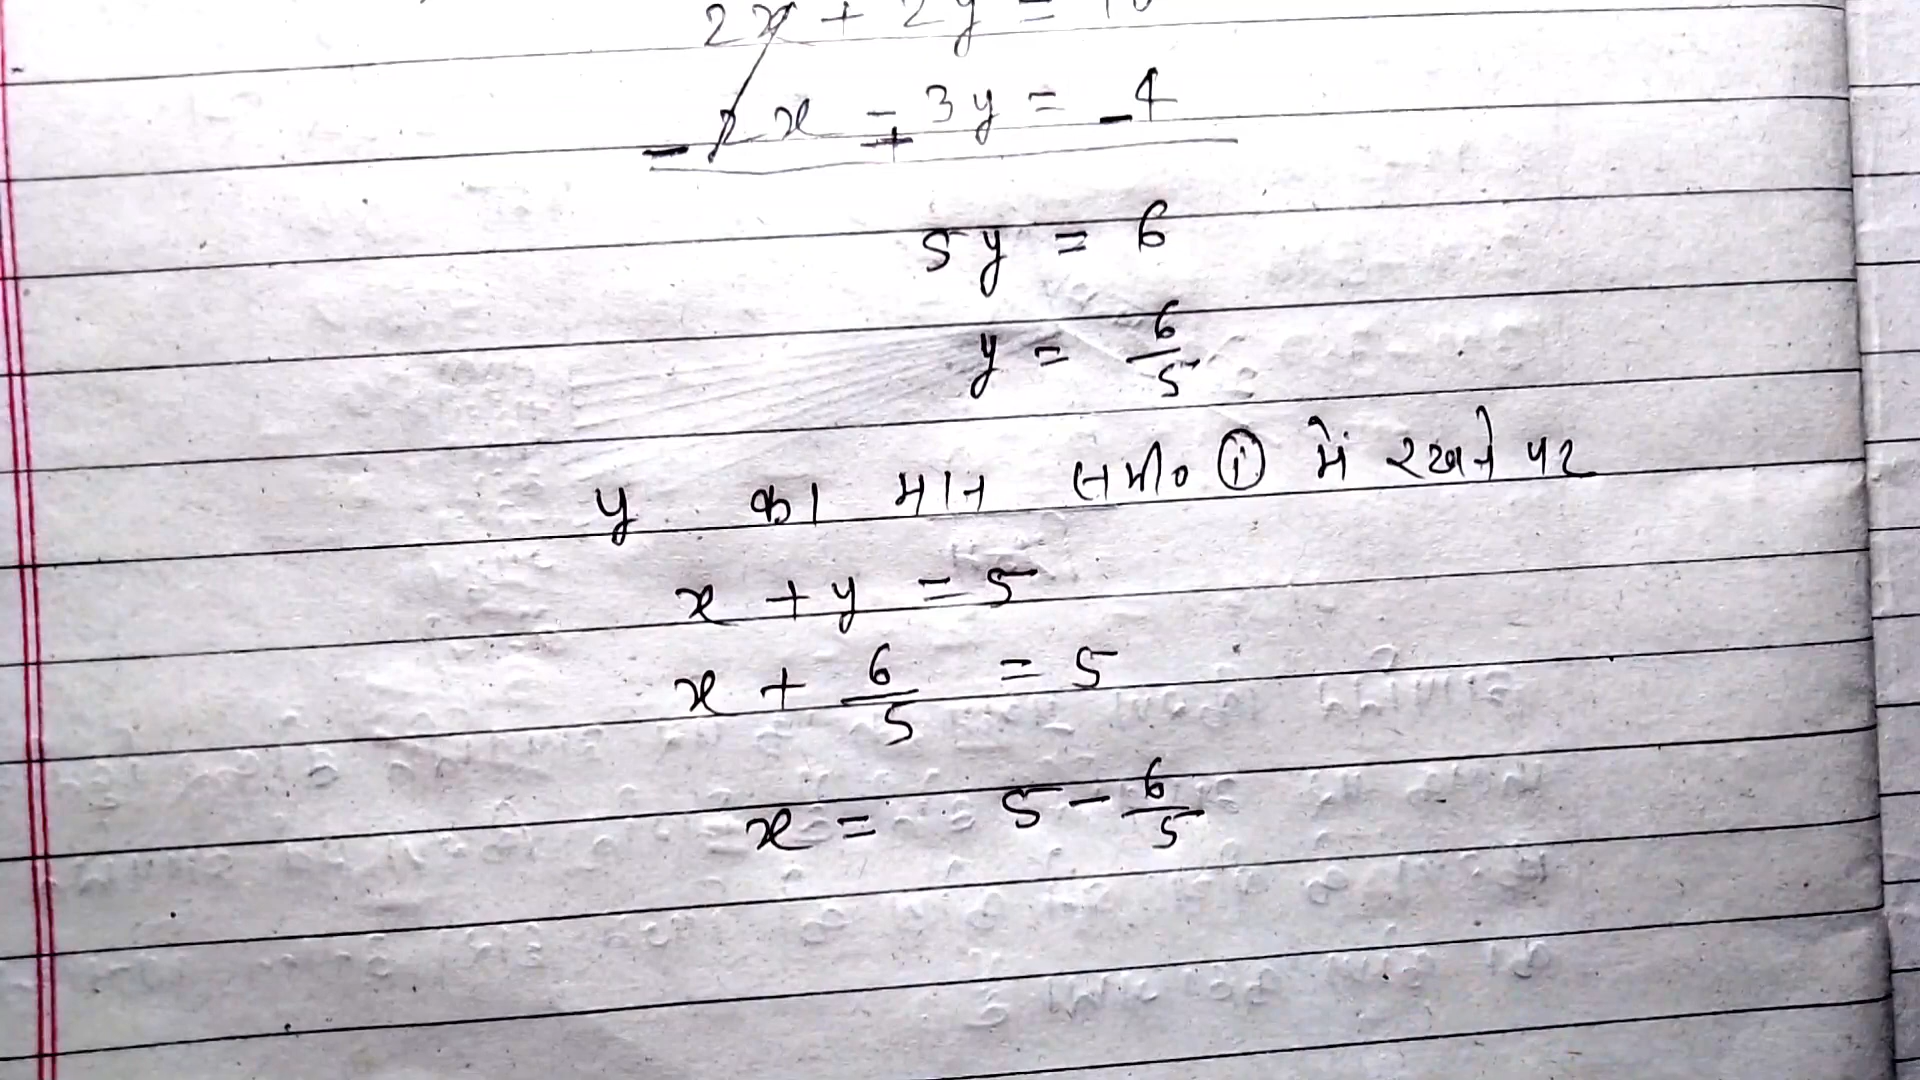 2x + 2y = 10
2x - 3y = 4
- + -
5y = 6
y = 6/5
y का मान समी० (i) में रखने पर
x + y = 5
x + 6/5 = 5
x = 5 - 6/5